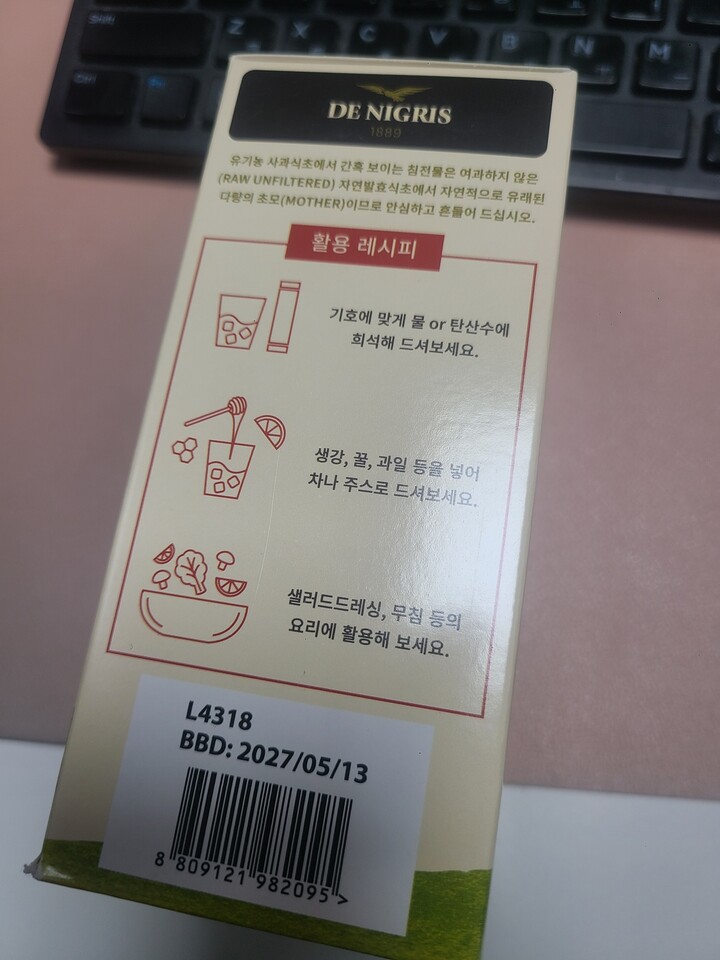 Shift
Z
X
C
V
B
N
M
Ctrl
DE NIGRIS
1889
유기농 사과식초에서 간혹 보이는 침전물은 여과하지 않은
(RAW UNFILTERED) 자연발효식초에서 자연적으로 유래된
다량의 초모(MOTHER)이므로 안심하고 흔들어 드십시오.
활용 레시피
기호에 맞게 물 or 탄산수에
희석해 드셔보세요.
생강, 꿀, 과일 등을 넣어
차나 주스로 드셔보세요.
샐러드드레싱, 무침 등의
요리에 활용해 보세요.
L4318
BBD: 2027/05/13
8 809121 982095 >